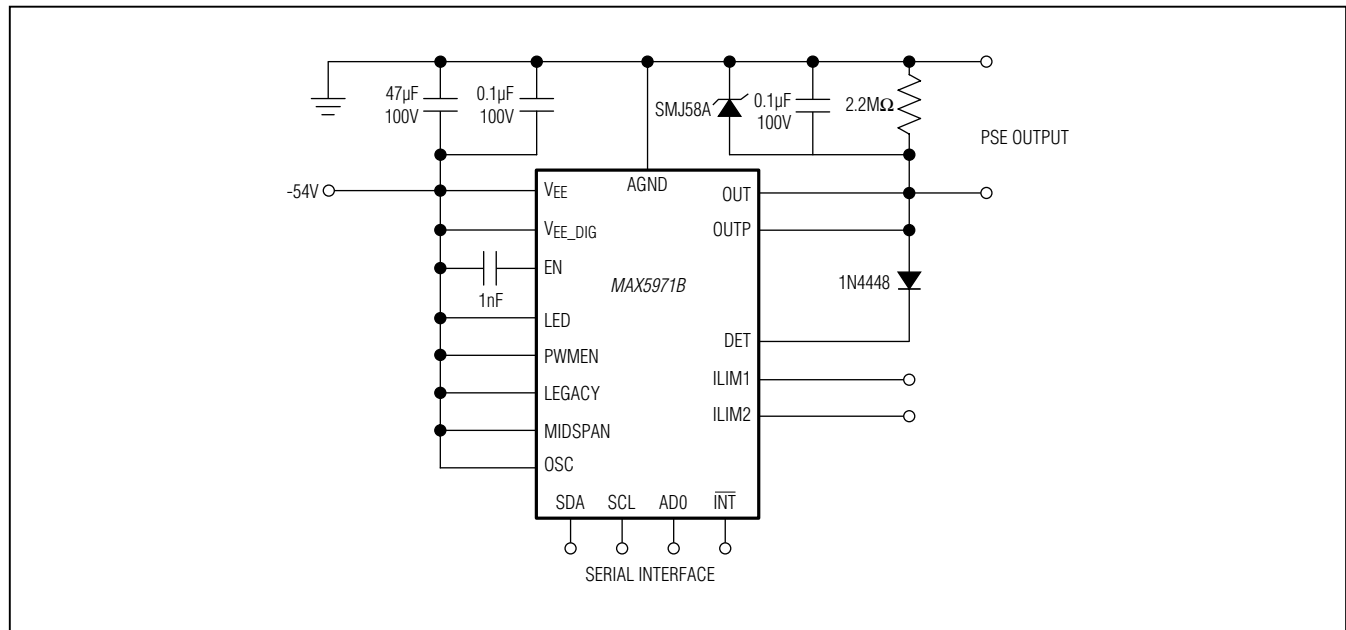 47µF
100V
0.1µF
100V
SMJ58A
0.1µF
100V
2.2MΩ
PSE OUTPUT
-54V
VEE
AGND
OUT
VEE_DIG
OUTP
EN
1nF
MAX5971B
1N4448
LED
DET
PWMEN
ILIM1
LEGACY
ILIM2
MIDSPAN
OSC
SDA SCL AD0 INT
SERIAL INTERFACE